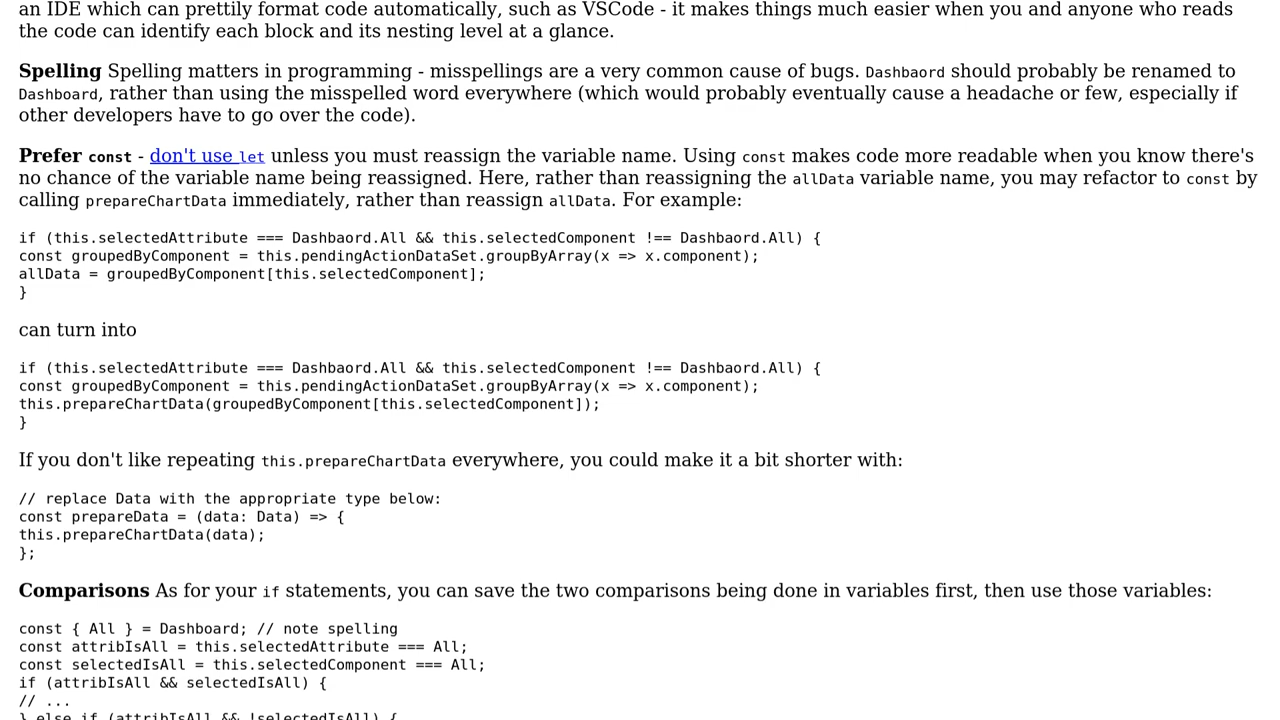 an IDE which can prettily format code automatically, such as VSCode - it makes things much easier when you and anyone who reads
the code can identify each block and its nesting level at a glance.
Spelling Spelling matters in programming - misspellings are a very common cause of bugs. Dashbaord should probably be renamed to
Dashboard, rather than using the misspelled word everywhere (which would probably eventually cause a headache or few, especially if
other developers have to go over the code).
Prefer const - don't use let unless you must reassign the variable name. Using const makes code more readable when you know there's
no chance of the variable name being reassigned. Here, rather than reassigning the allData variable name, you may refactor to const by
calling prepareChartData immediately, rather than reassign allData. For example:
if (this.selectedAttribute === Dashbaord.All && this.selectedComponent !== Dashbaord.All) {
const groupedByComponent = this.pendingActionDataSet.groupByArray(x => x.component);
allData = groupedByComponent[this.selectedComponent];
}
can turn into
if (this.selectedAttribute === Dashbaord.All && this.selectedComponent !== Dashbaord.All) {
const groupedByComponent = this.pendingActionDataSet.groupByArray(x => x.component);
this.prepareChartData(groupedByComponent[this.selectedComponent]);
}
If you don't like repeating this.prepareChartData everywhere, you could make it a bit shorter with:
// replace Data with the appropriate type below:
const prepareData = (data: Data) => {
this.prepareChartData(data);
};
Comparisons As for your if statements, you can save the two comparisons being done in variables first, then use those variables:
const { All } = Dashboard; // note spelling
const attribIsAll = this.selectedAttribute === All;
const selectedIsAll = this.selectedComponent === All;
if (attribIsAll && selectedIsAll) {
// ...
} else if (attribIsAll && !selectedIsAll) {